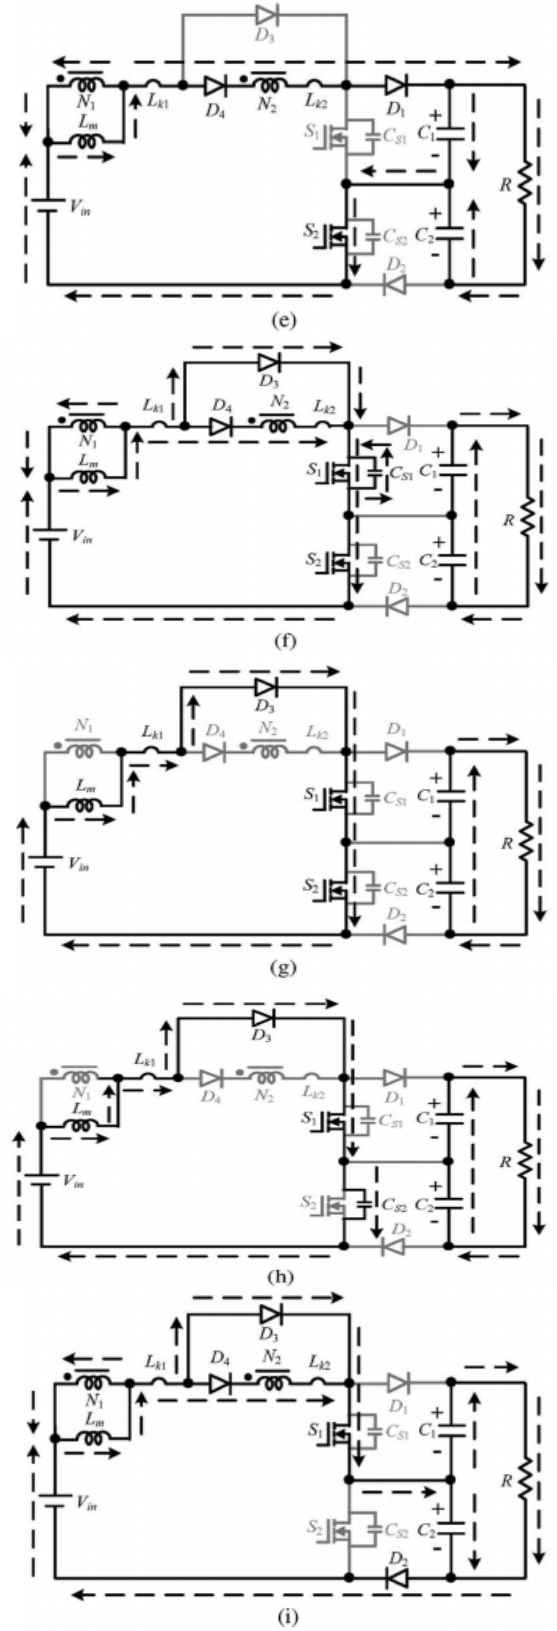 D3
N1 Lk1 D4 N2 Lk2 D1
Lm S1 CS1 + C1 -
R
Vin S2 CS2 + C2 -
D2
(e)
D3
N1 Lk1 D4 N2 Lk2 D1
Lm S1 CS1 + C1 -
R
Vin S2 CS2 + C2 -
D2
(f)
D3
N1 Lk1 D4 N2 Lk2 D1
Lm S1 CS1 + C1 -
R
Vin S2 CS2 + C2 -
D2
(g)
D3
N1 Lk1 D4 N2 Lk2 D1
Lm S1 CS1 + C1 -
R
Vin S2 CS2 + C2 -
D2
(h)
D3
N1 Lk1 D4 N2 Lk2 D1
Lm S1 CS1 + C1 -
R
Vin S2 CS2 + C2 -
D2
(i)